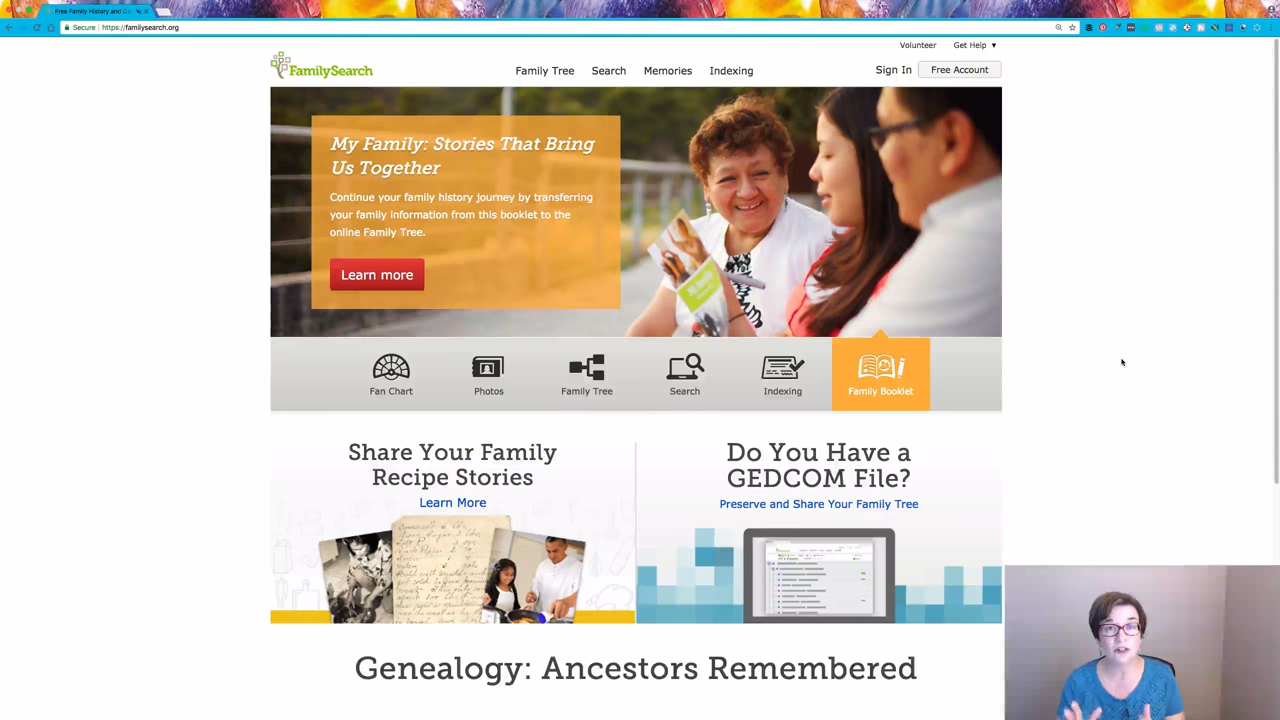 Free Family History and
Secure
https://familysearch.org
Volunteer
Get Help
FamilySearch
Family Tree
Search
Memories
Indexing
Sign In
Free Account
My Family: Stories That Bring
Us Together
Continue your family history journey by transferring
your family information from this booklet to the
online Family Tree.
Learn more
Fan Chart
Photos
Family Tree
Search
Indexing
Family Booklet
Share Your Family
Recipe Stories
Learn More
Do You Have a
GEDCOM File?
Preserve and Share Your Family Tree
Genealogy: Ancestors Remembered